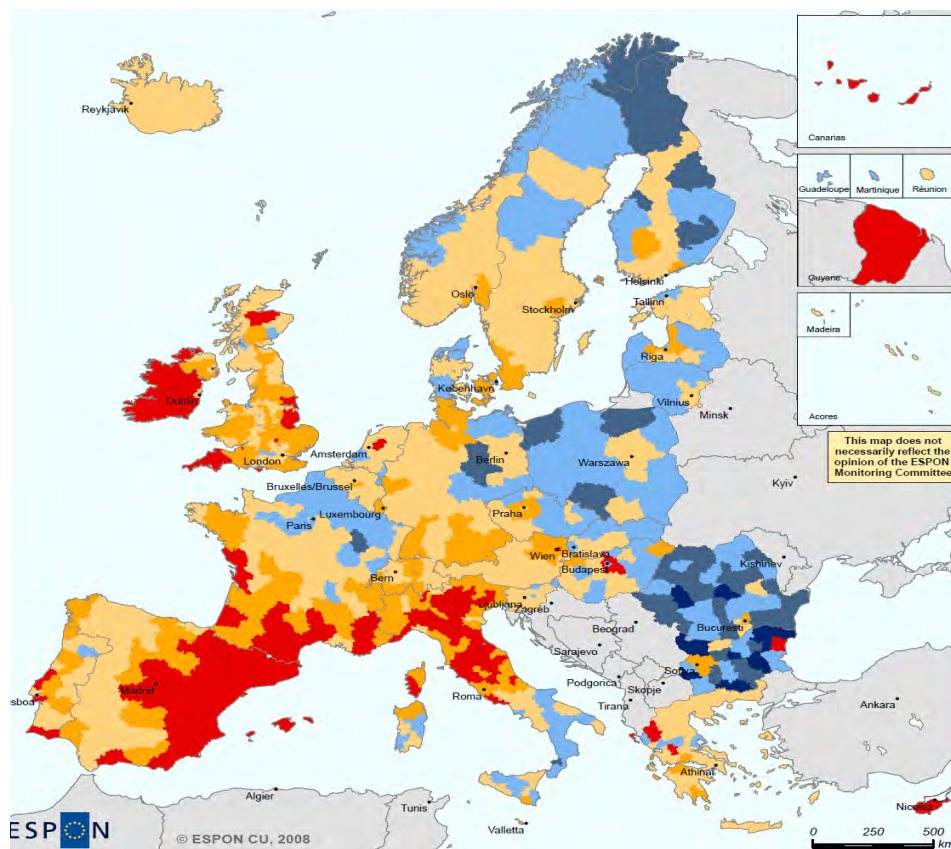 Canarias
Reykjavik
Guadeloupe
Martinique
Réunion
Guyane
Helsinki
Oslo
Tallinn
Stockholm
Madeira
Riga
København
Dublin
Vilnius
Minsk
Acores
This map does not
necessarily reflect the
opinion of the ESPON
Monitoring Committee
Amsterdam
Berlin
Warszawa
London
Kyiv
Bruxelles/Brussel
Luxembourg
Praha
Paris
Wien
Bratislava
Kishinev
Budapest
Bern
Ljubljana
Zagreb
Bucuresti
Beograd
Sarajevo
Sofiya
Madrid
Roma
Podgorica
Skopje
isboa
Tirana
Ankara
Athinai
Algier
Tunis
Nicosia
Valletta
ESPON
© ESPON CU, 2008
0 250 500
km